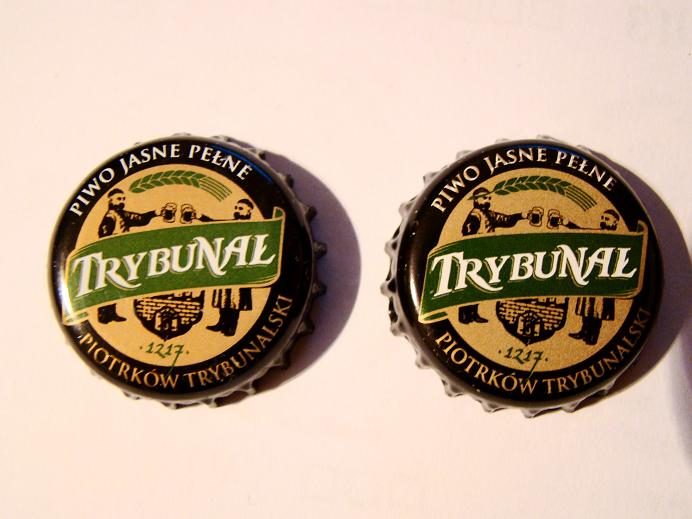 PIWO JASNE PEŁNE
TRYBUNAŁ
·1217·
PIOTRKÓW TRYBUNALSKI
PIWO JASNE PEŁNE
TRYBUNAŁ
·1217·
PIOTRKÓW TRYBUNALSKI